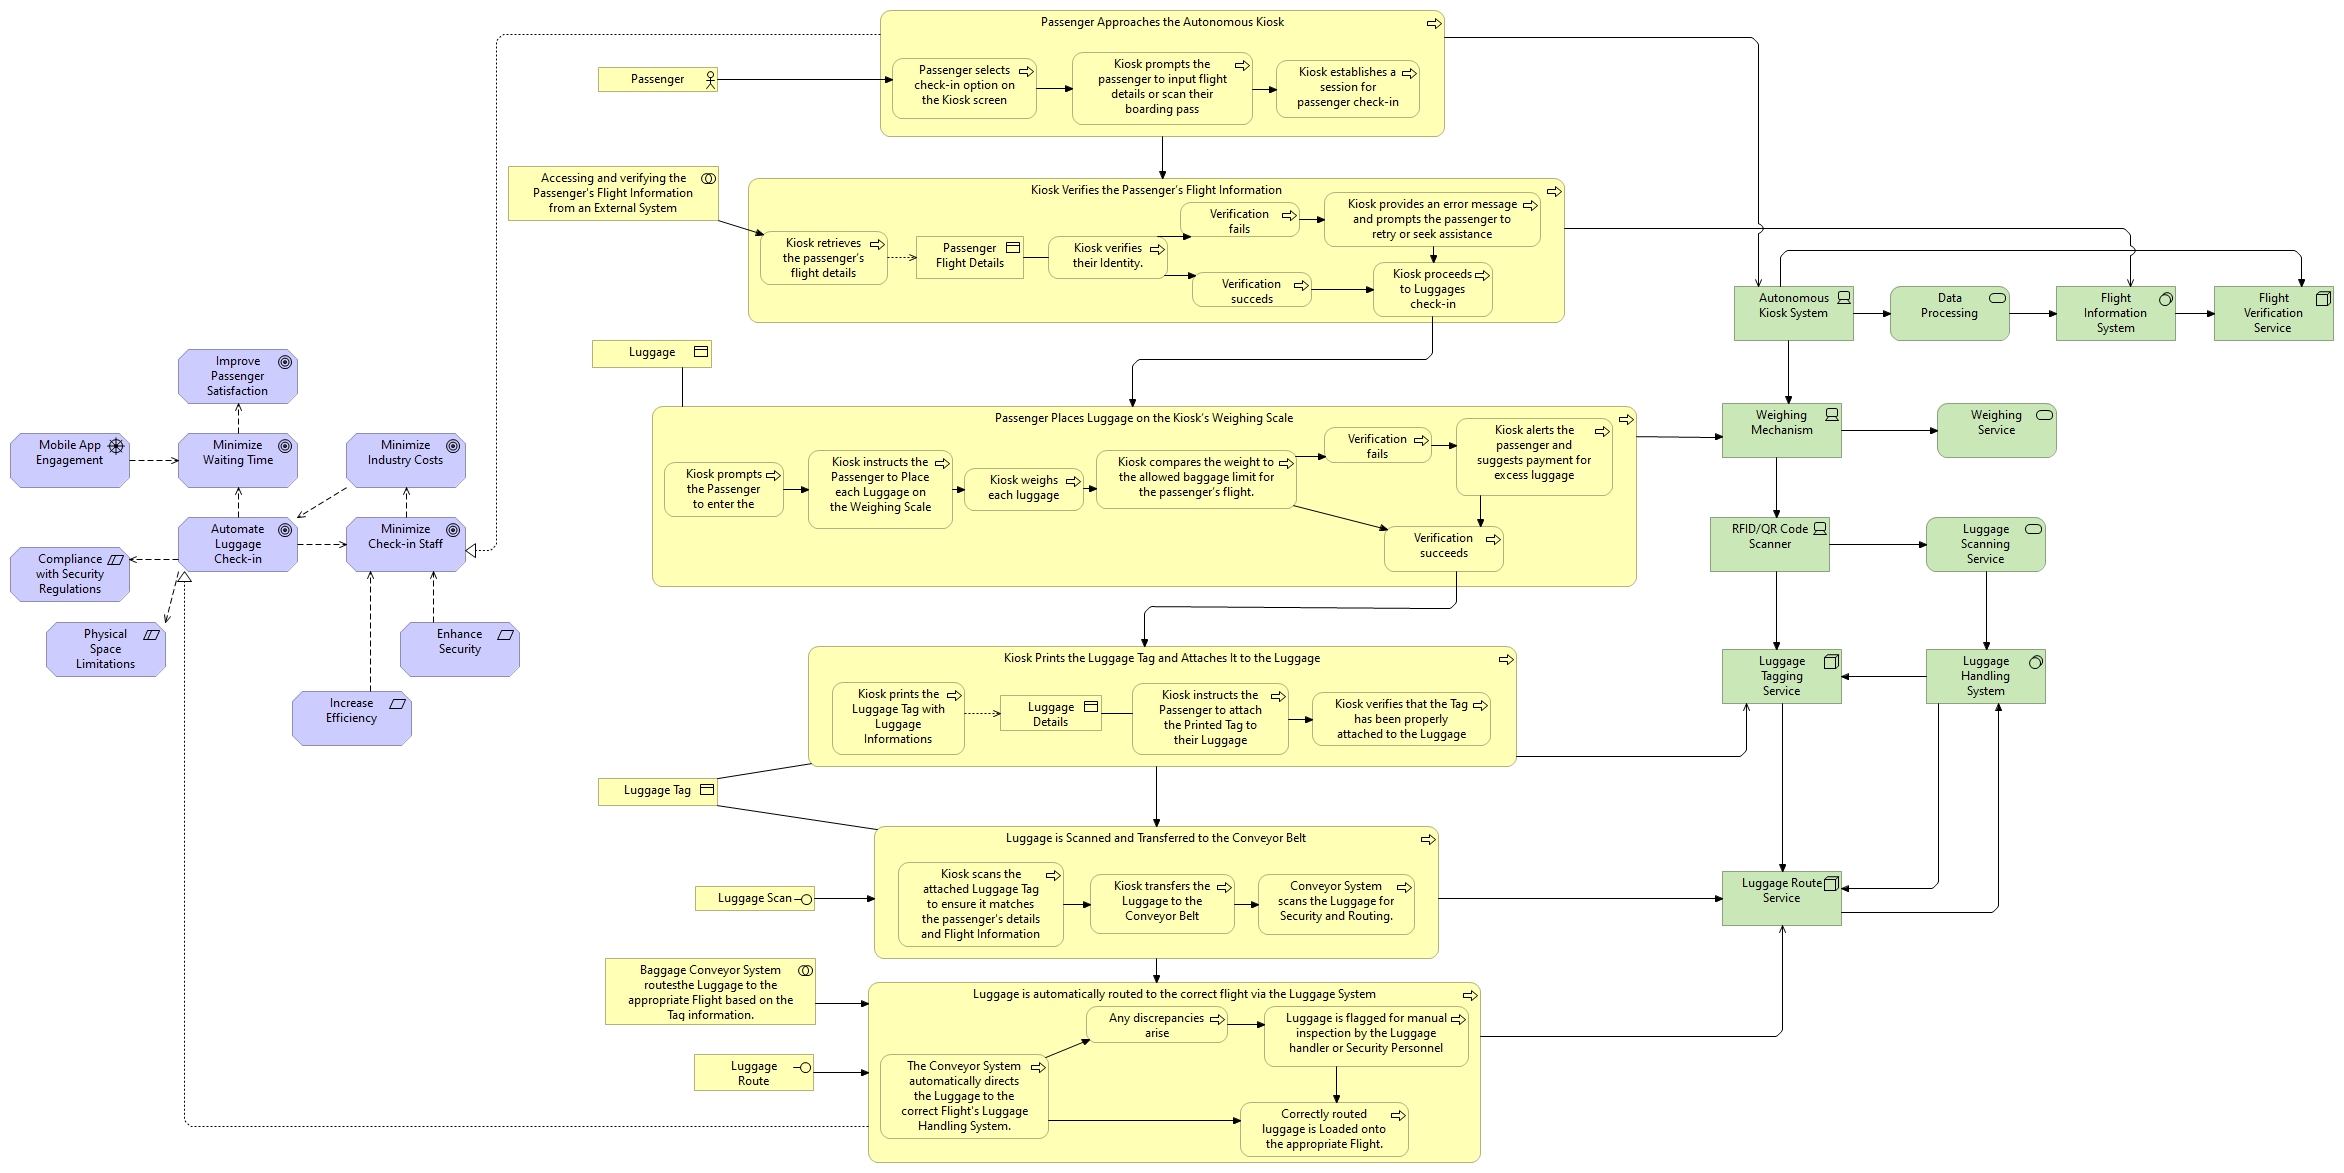 Passenger Approaches the Autonomous Kiosk
Passenger
Passenger selects
check-in option on
the Kiosk screen
Kiosk prompts the
passenger to input flight
details or scan their
boarding pass
Kiosk establishes a
session for
passenger check-in
Accessing and verifying the
Passenger's Flight Information
from an External System
Kiosk Verifies the Passenger's Flight Information
Kiosk retrieves
the passenger's
flight details
Passenger
Flight Details
Kiosk verifies
their Identity.
Verification
fails
Kiosk provides an error message
and prompts the passenger to
retry or seek assistance
Verification
succeds
Kiosk proceeds
to Luggages
check-in
Autonomous
Kiosk System
Data
Processing
Flight
Information
System
Flight
Verification
Service
Luggage
Improve
Passenger
Satisfaction
Mobile App
Engagement
Minimize
Waiting Time
Minimize
Industry Costs
Automate
Luggage
Check-in
Minimize
Check-in Staff
Compliance
with Security
Regulations
Physical
Space
Limitations
Enhance
Security
Increase
Efficiency
Passenger Places Luggage on the Kiosk's Weighing Scale
Kiosk prompts
the Passenger
to enter the
Kiosk instructs the
Passenger to Place
each Luggage on
the Weighing Scale
Kiosk weighs
each luggage
Kiosk compares the weight to
the allowed baggage limit for
the passenger's flight.
Verification
fails
Kiosk alerts the
passenger and
suggests payment for
excess luggage
Verification
succeeds
Weighing
Mechanism
Weighing
Service
RFID/QR Code
Scanner
Luggage
Scanning
Service
Kiosk Prints the Luggage Tag and Attaches It to the Luggage
Kiosk prints the
Luggage Tag with
Luggage
Informations
Luggage
Details
Kiosk instructs the
Passenger to attach
the Printed Tag to
their Luggage
Kiosk verifies that the Tag
has been properly
attached to the Luggage
Luggage
Tagging
Service
Luggage
Handling
System
Luggage Tag
Luggage is Scanned and Transferred to the Conveyor Belt
Luggage Scan
Kiosk scans the
attached Luggage Tag
to ensure it matches
the passenger's details
and Flight Information
Kiosk transfers the
Luggage to the
Conveyor Belt
Conveyor System
scans the Luggage for
Security and Routing.
Luggage Route
Service
Baggage Conveyor System
routesthe Luggage to the
appropriate Flight based on the
Tag information.
Luggage is automatically routed to the correct flight via the Luggage System
Luggage
Route
The Conveyor System
automatically directs
the Luggage to the
correct Flight's Luggage
Handling System.
Any discrepancies
arise
Luggage is flagged for manual
inspection by the Luggage
handler or Security Personnel
Correctly routed
luggage is Loaded onto
the appropriate Flight.